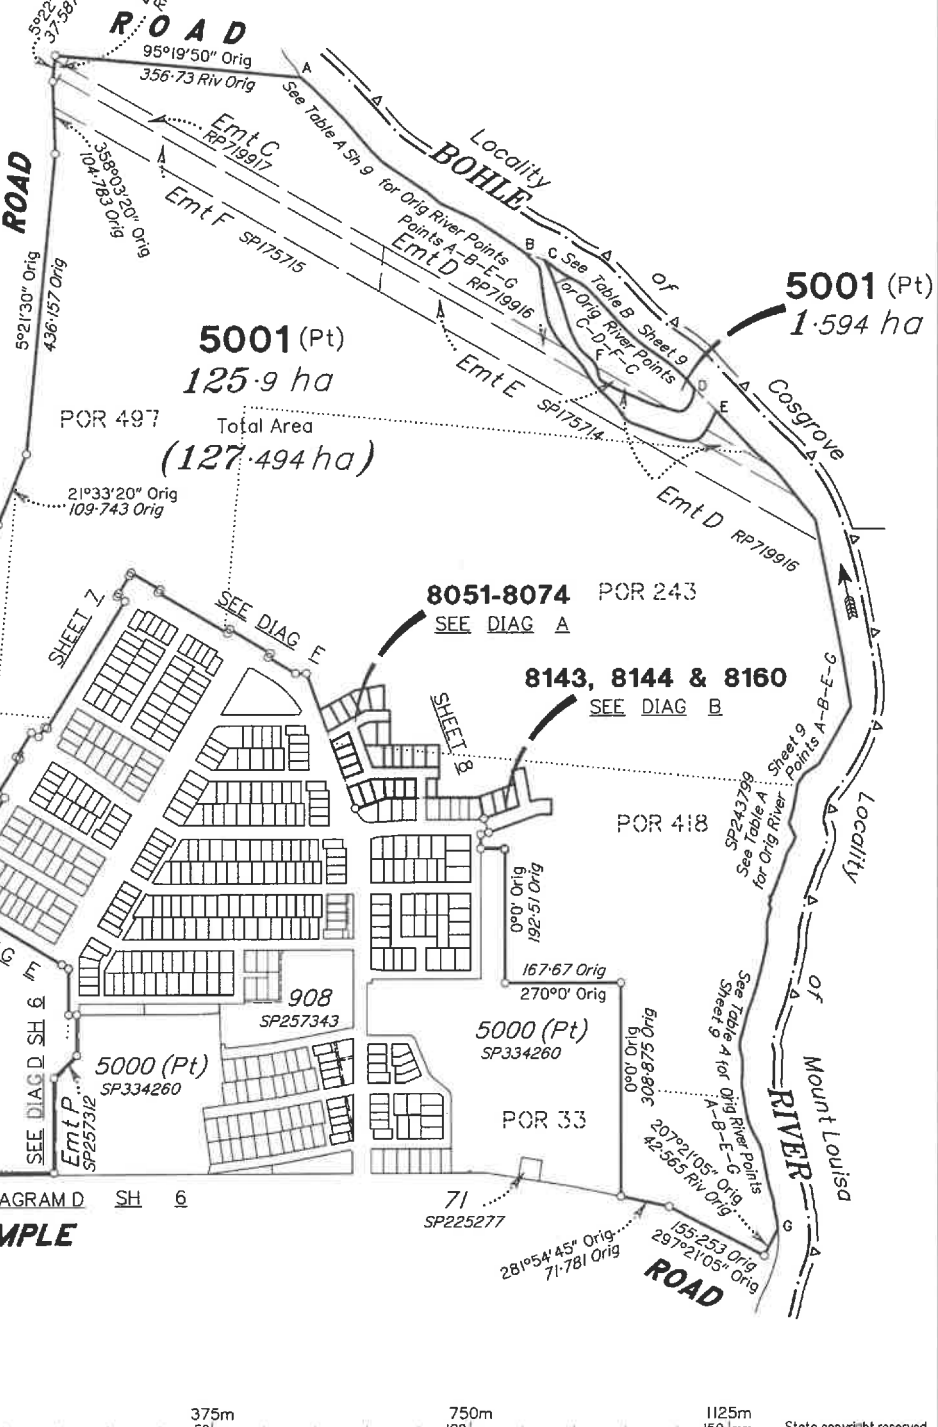 5°22'
37·587
ROAD
95°19'50" Orig
356·73 Riv Orig
A
See Table A Sh 9 for Orig River Points
Points A-B-E-G
Locality
BOHLE
of
Cosgrove
ROAD
358°03'20" Orig
104·783 Orig
Emt C
RP719917
Emt F SP175715
Emt D
RP719916
B
C
See Table B Sheet 9
for Orig River Points
C-D-F-C
F
A
D
E
5001 (Pt)
1·594 ha
5°21'30" Orig
436·157 Orig
5001 (Pt)
125·9 ha
Total Area
(127·494 ha)
POR 497
Emt E SP175714
Emt D RP719916
21°33'20" Orig
109·743 Orig
SHEET 7
SEE DIAG F
8051-8074
SEE DIAG A
POR 243
8143, 8144 & 8160
SEE DIAG B
SHEET 8
Sheet 9
Points A-B-E-G
SP243799
See Table A
for Orig River
POR 418
Locality
of
Mount Louisa
0°0' Orig
192·51 Orig
167·67 Orig
270°0' Orig
See Table A for Orig River Points
Sheet 9
A-B-E-G
RIVER
G E
908
SP257343
5000 (Pt)
SP334260
0°0' Orig
308·875 Orig
5000 (Pt)
SP334260
SEE DIAG D SH 6
Emt P
SP257312
POR 33
207°21'05" Orig
42·565 Riv Orig
G
AGRAM D SH 6
MPLE
71
SP225277
281°54'45" Orig
71·781 Orig
155·253 Orig
297°21'05" Orig
ROAD
375m
750m
1125m
State copyright reserved